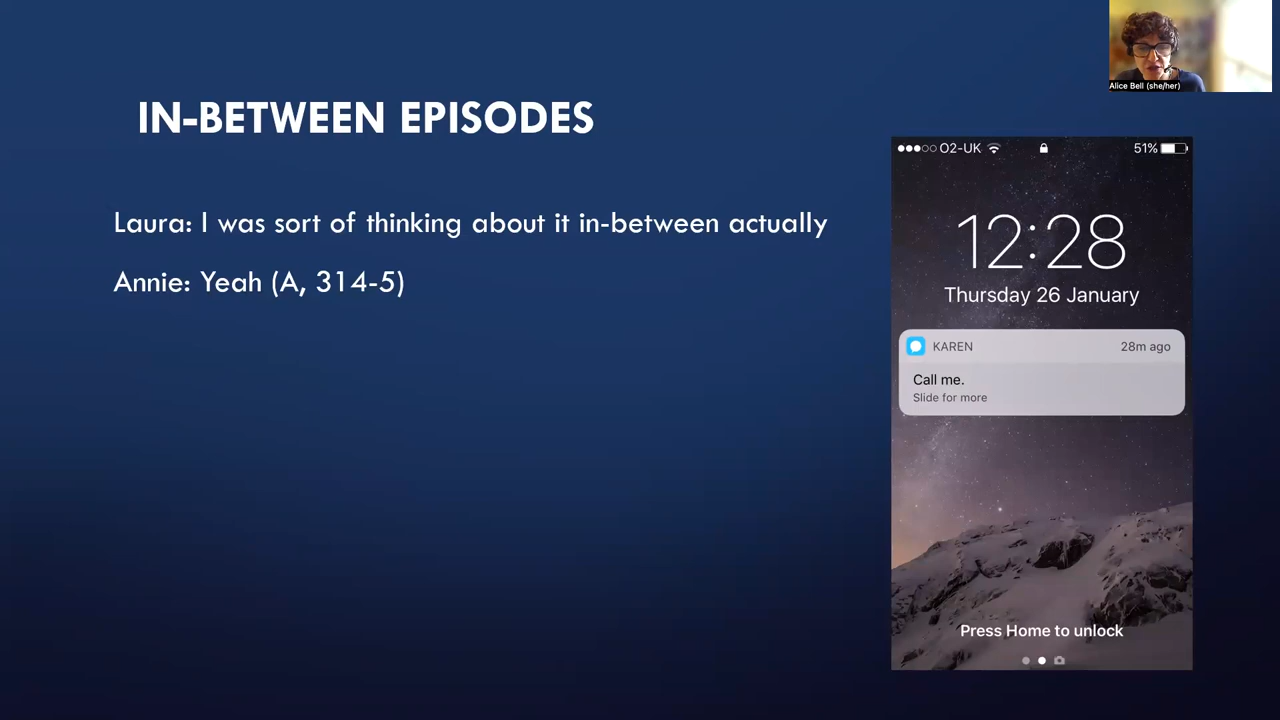 Alice Bell (she/her)
IN-BETWEEN EPISODES
Laura: I was sort of thinking about it in-between actually
Annie: Yeah (A, 314-5)
O2-UK 51%
12:28
Thursday 26 January
KAREN 28m ago
Call me.
Slide for more
Press Home to unlock